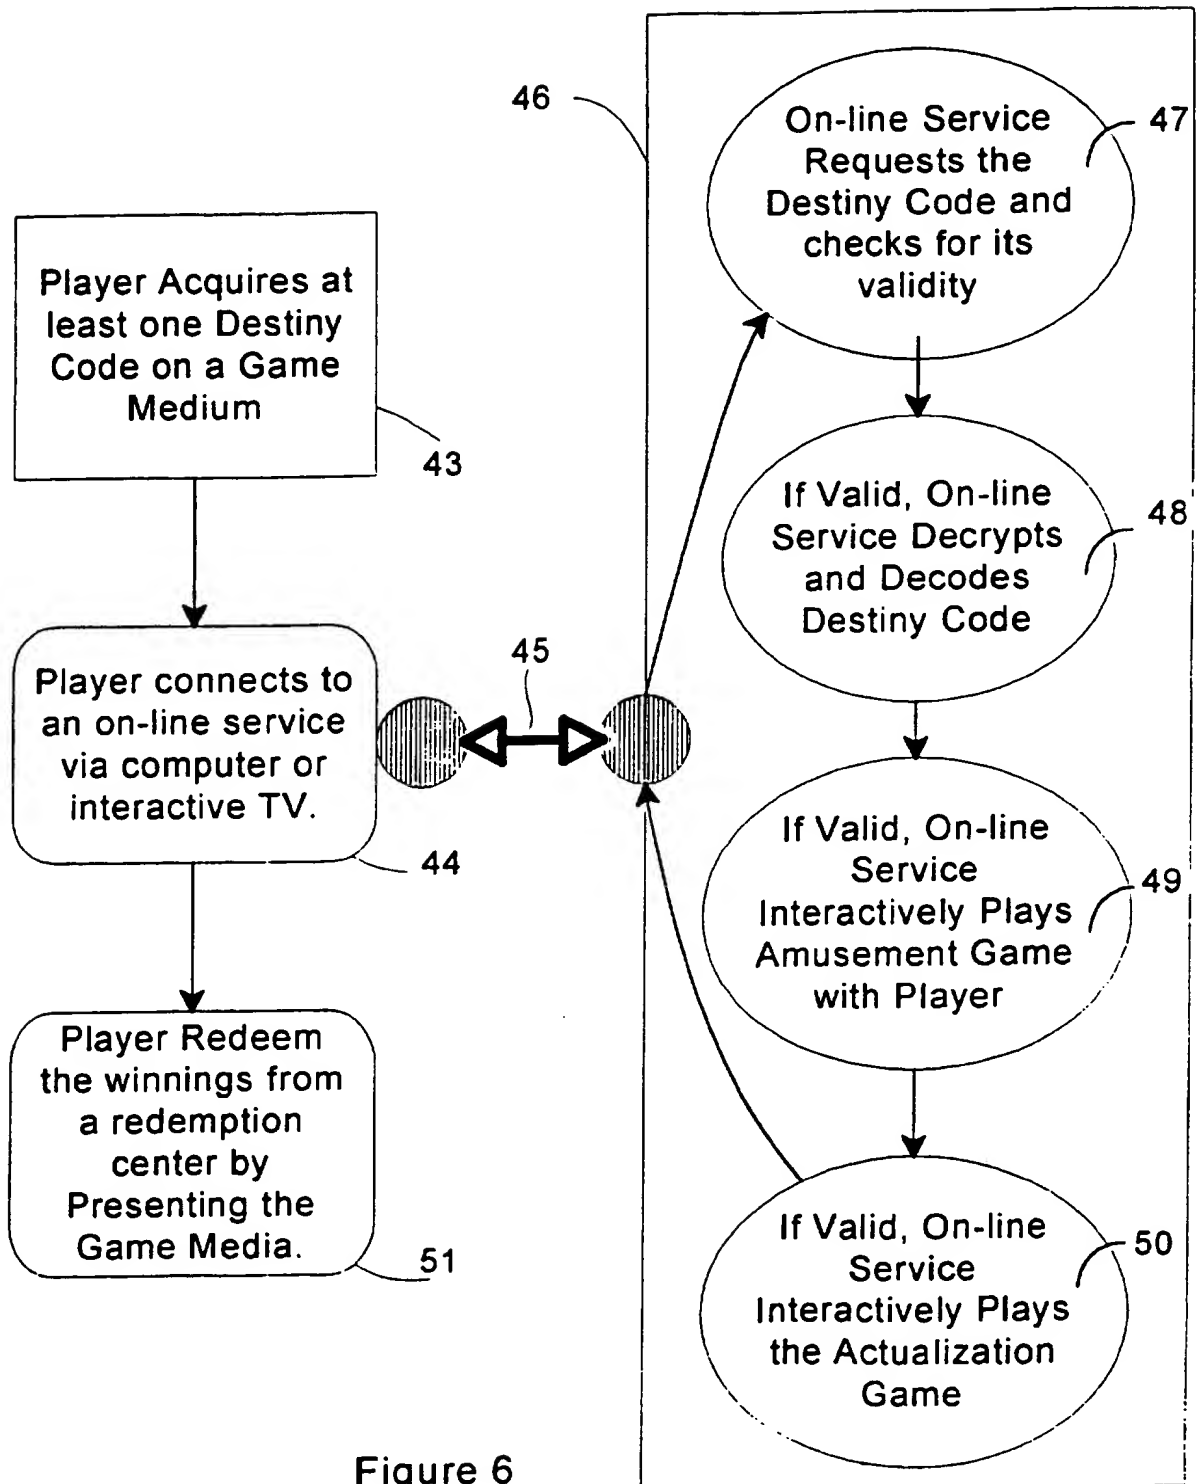 Player Acquires at
least one Destiny
Code on a Game
Medium
43
Player connects to
an on-line service
via computer or
interactive TV.
44
Player Redeem
the winnings from
a redemption
center by
Presenting the
Game Media.
51
45
46
On-line Service
Requests the
Destiny Code and
checks for its
validity
47
If Valid, On-line
Service Decrypts
and Decodes
Destiny Code
48
If Valid, On-line
Service
Interactively Plays
Amusement Game
with Player
49
If Valid, On-line
Service
Interactively Plays
the Actualization
Game
50
Figure 6